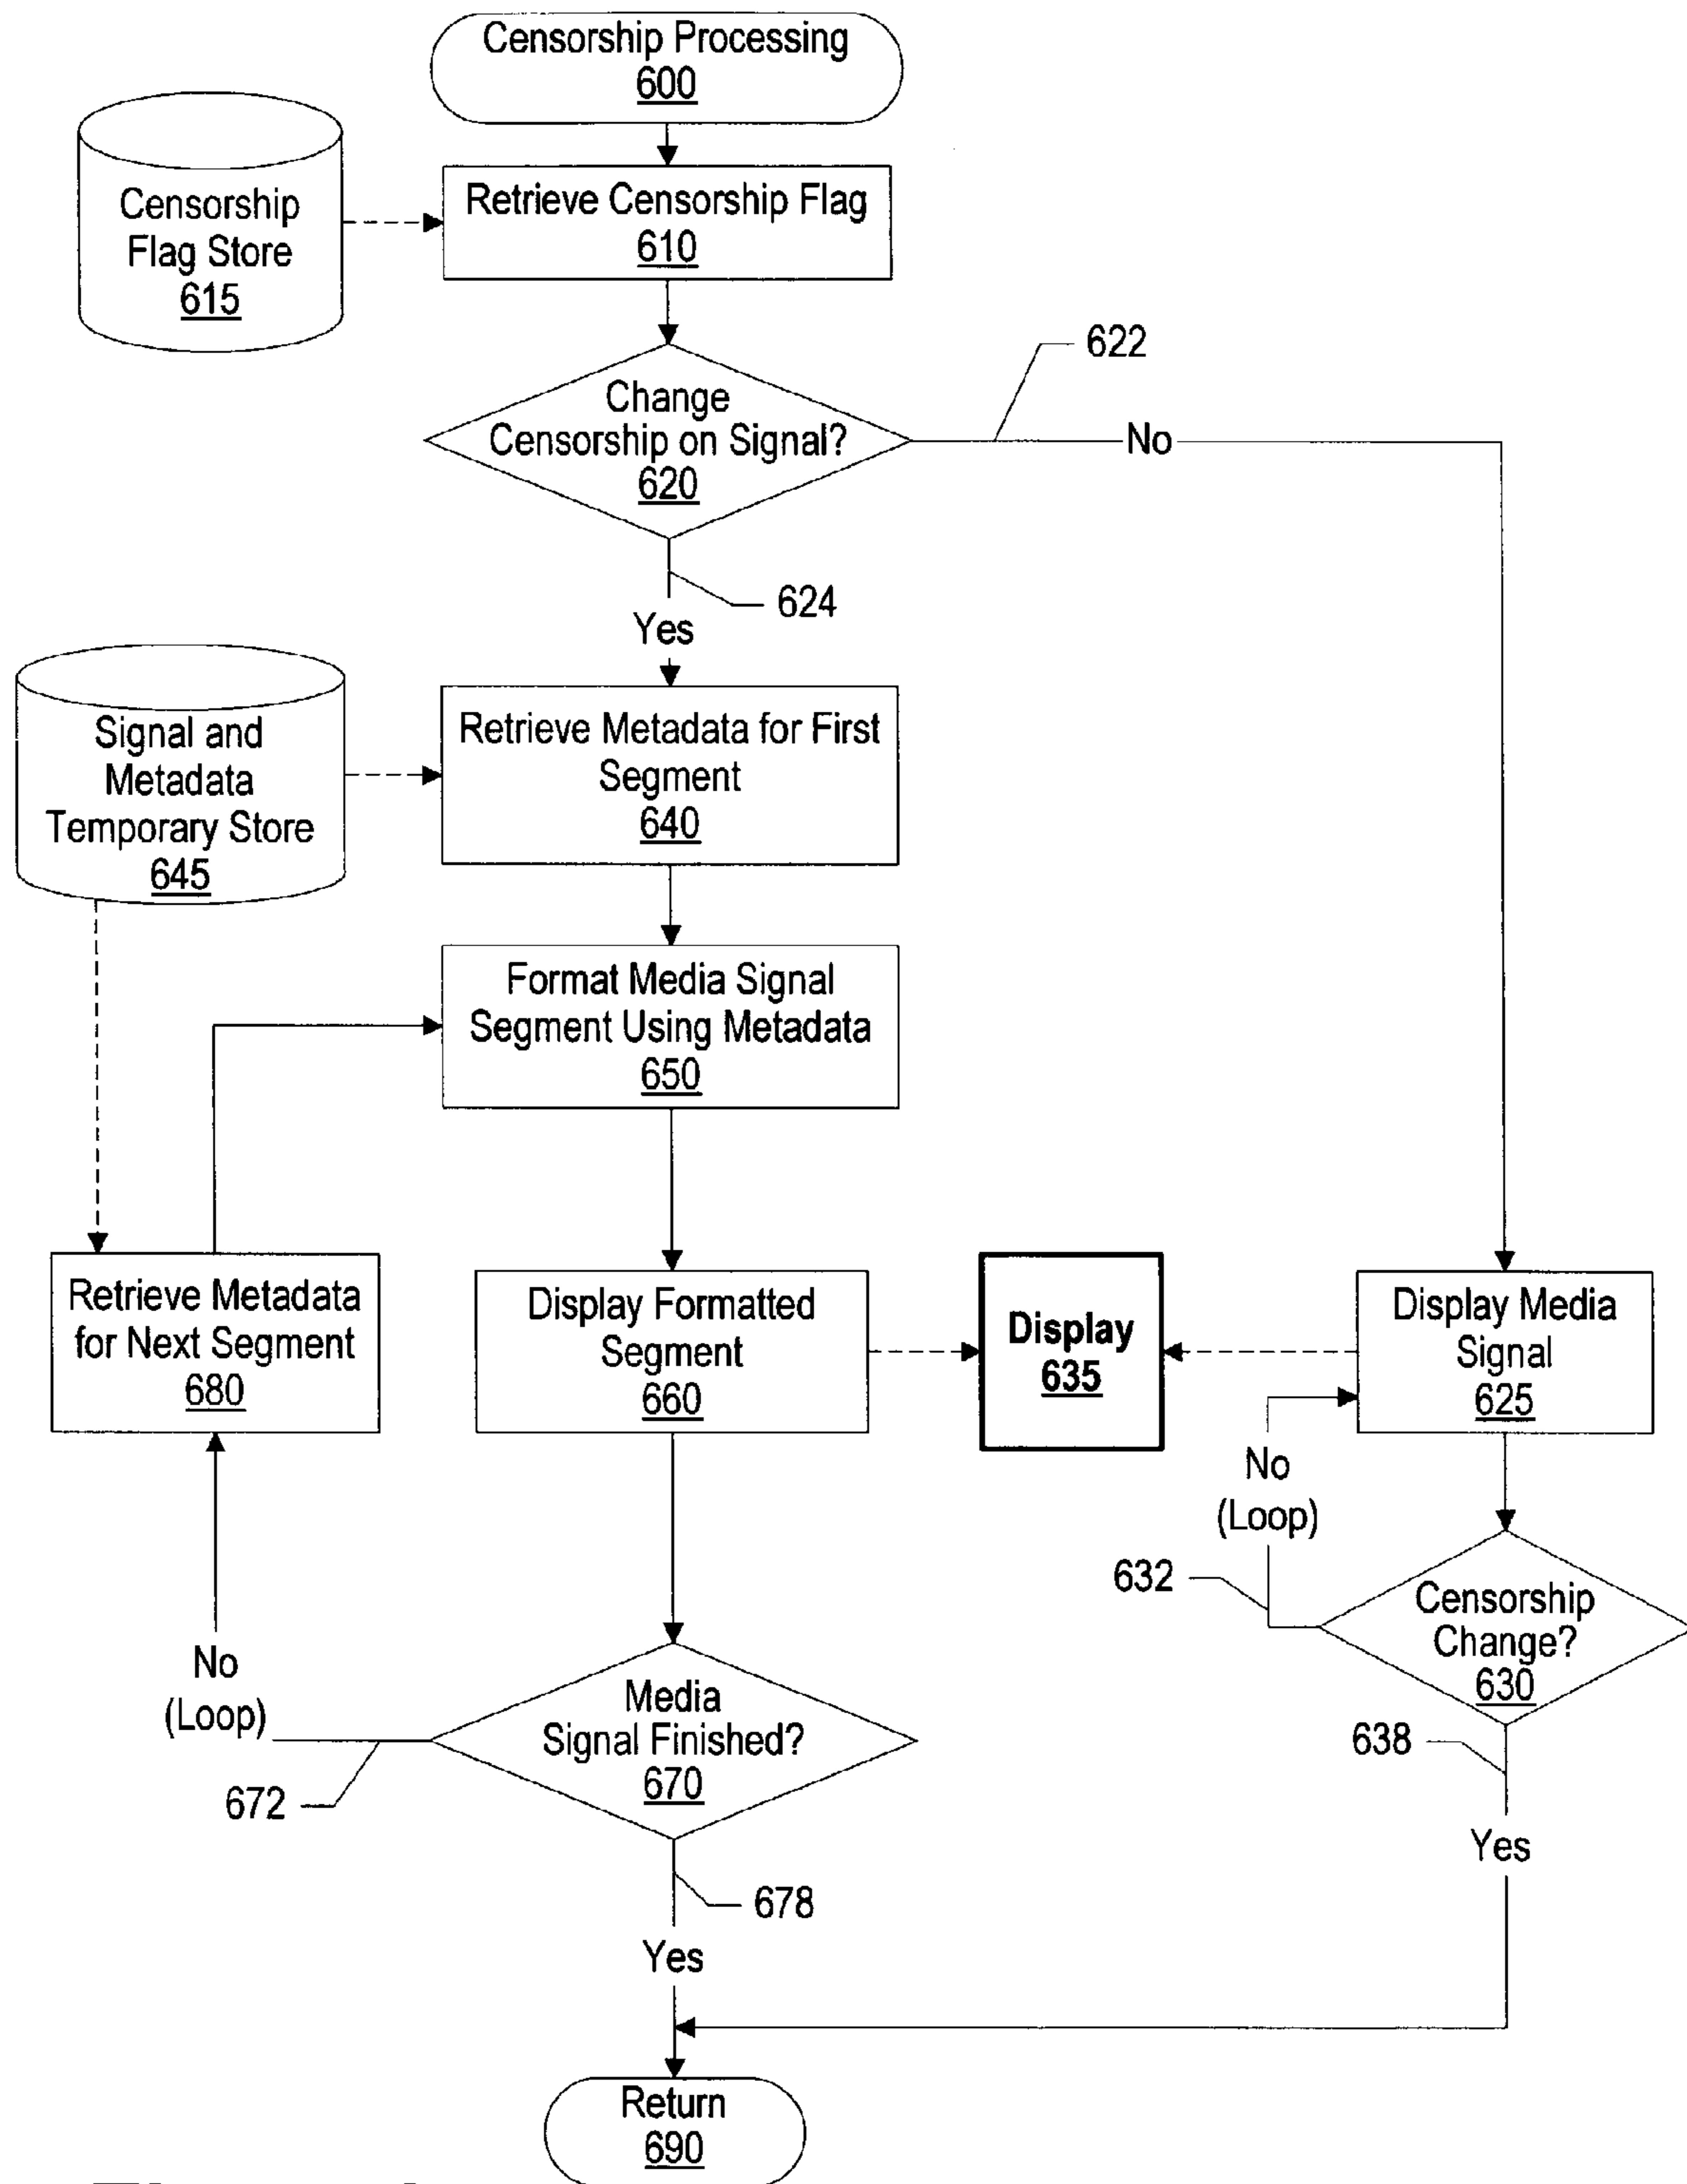 Censorship Processing
600
Censorship
Flag Store
615
Retrieve Censorship Flag
610
622
Change
Censorship on Signal?
620
No
624
Yes
Signal and
Metadata
Temporary Store
645
Retrieve Metadata for First
Segment
640
Format Media Signal
Segment Using Metadata
650
Retrieve Metadata
for Next Segment
680
Display Formatted
Segment
660
Display
635
Display Media
Signal
625
No
(Loop)
632
Censorship
Change?
630
638
Yes
No
(Loop)
672
Media
Signal Finished?
670
678
Yes
Return
690